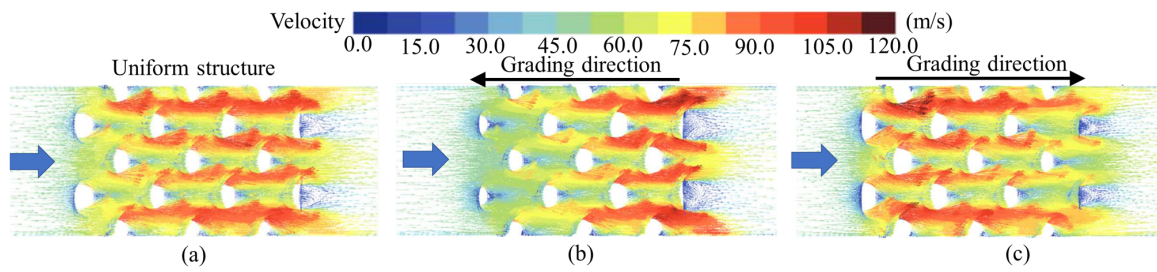 Velocity (m/s)
0.0 15.0 30.0 45.0 60.0 75.0 90.0 105.0 120.0
Uniform structure
Grading direction
Grading direction
(a)
(b)
(c)